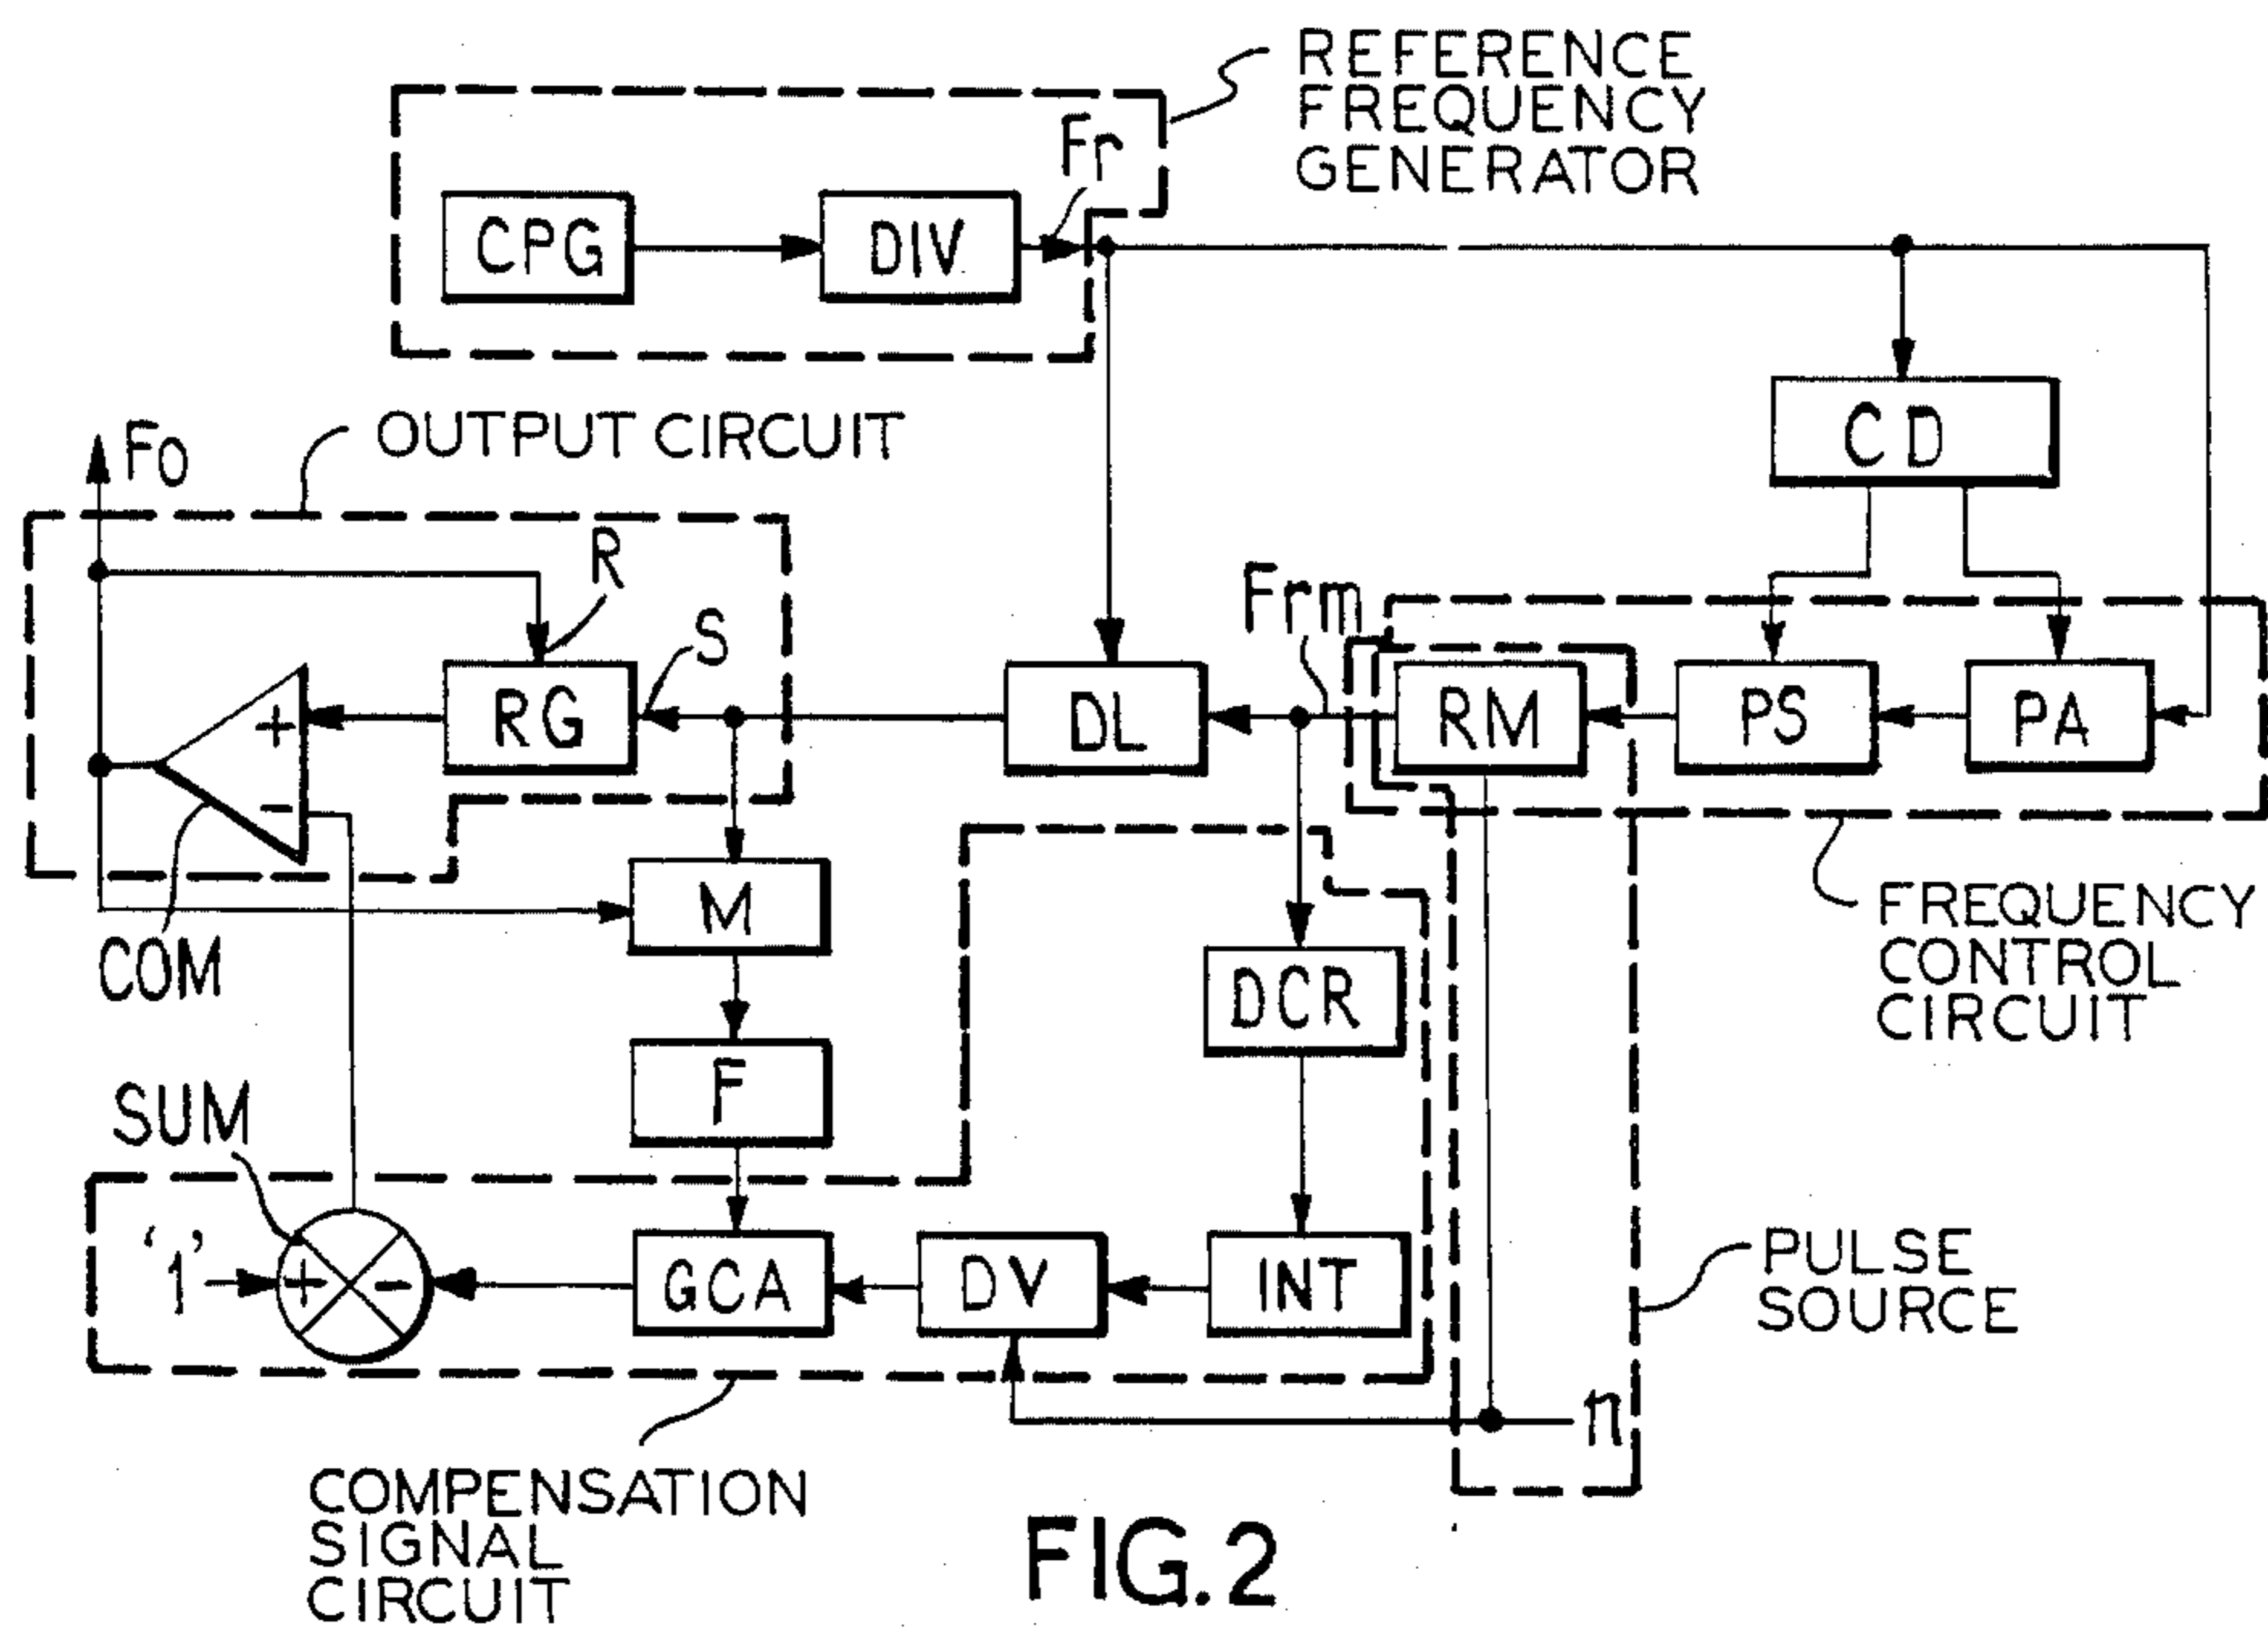 REFERENCE
FREQUENCY
GENERATOR
Fr
CPG
DIV
OUTPUT CIRCUIT
Fo
CD
R
S
Frm
RG
DL
RM
PS
PA
+
-
M
COM
FREQUENCY
CONTROL
CIRCUIT
DCR
F
SUM
'1'
+
-
GCA
DV
INT
PULSE
SOURCE
n
COMPENSATION
SIGNAL
CIRCUIT
FIG.2